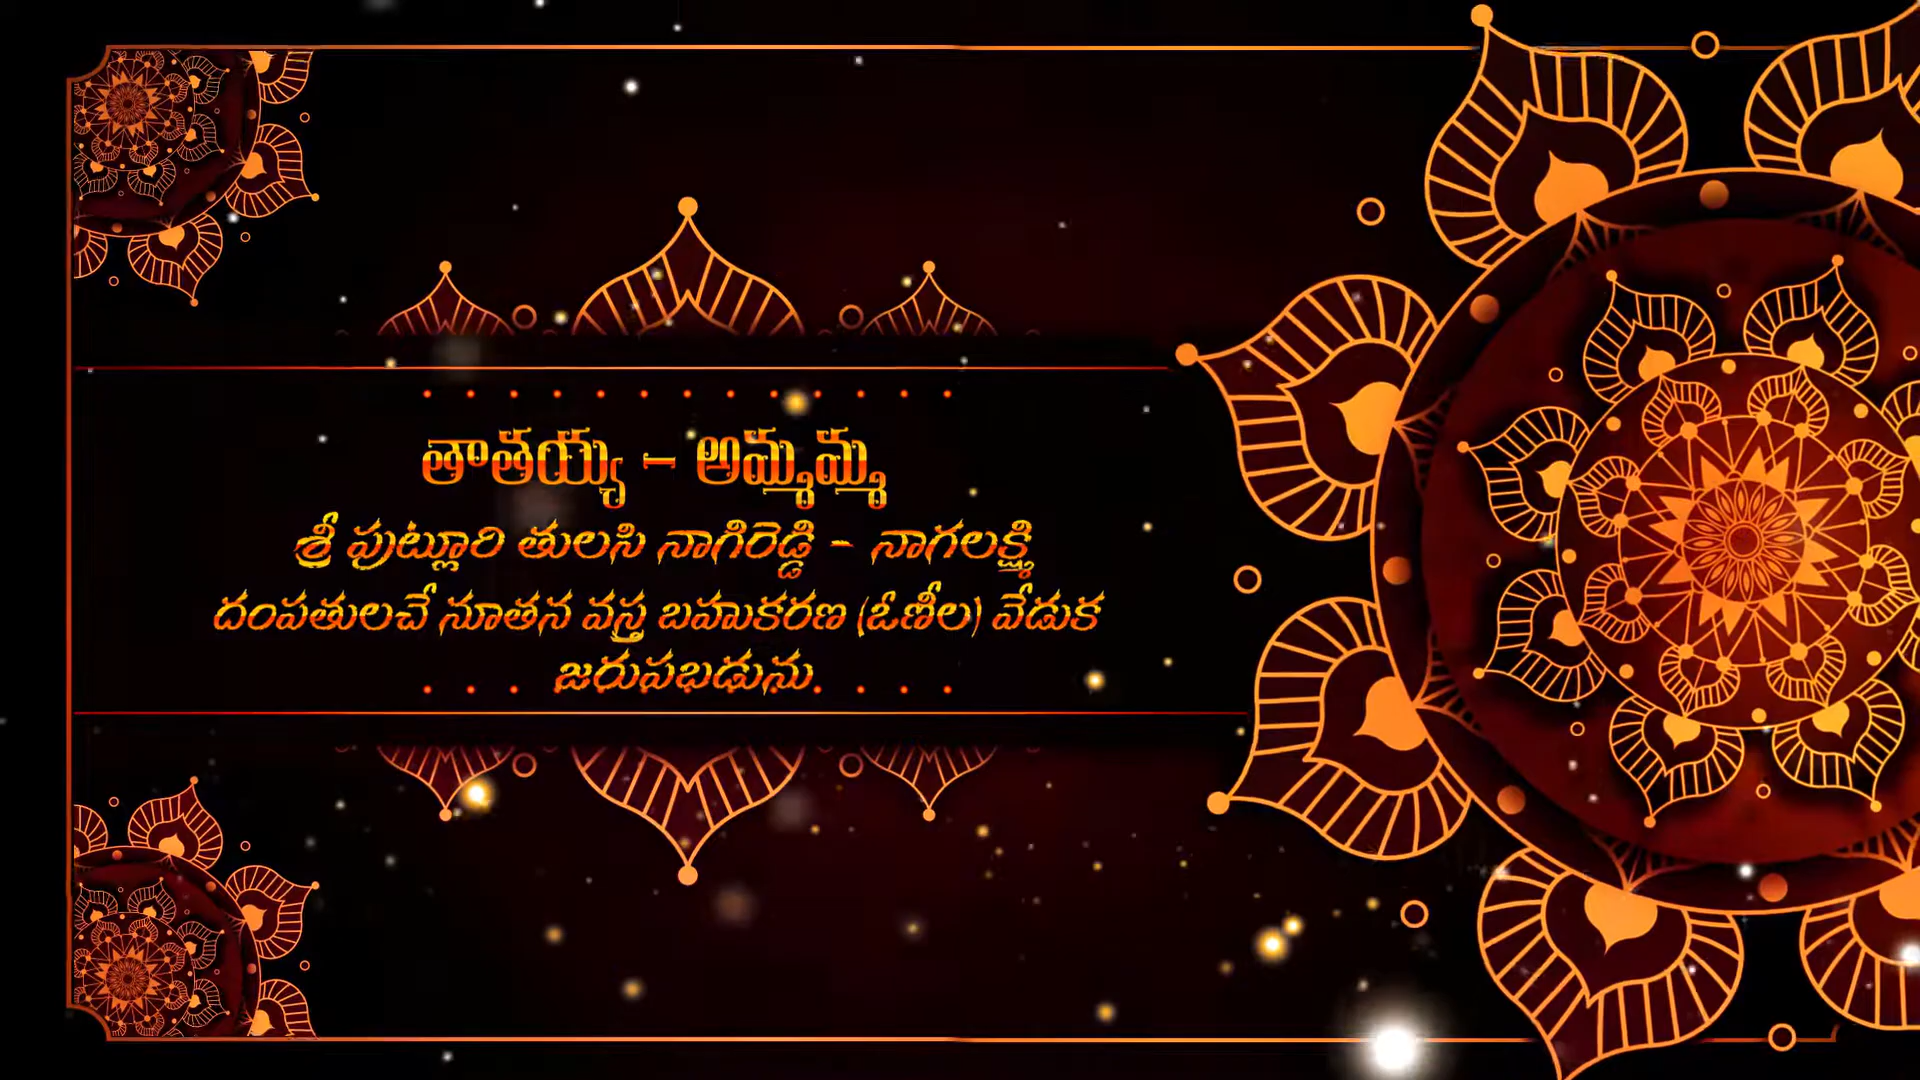 తాతయ్య - అమ్మమ్మ
శ్రీ పుట్లూరి తులసి నాగిరెడ్డి - నాగలక్ష్మి
దంపతులచే నూతన వస్త్ర బహుకరణ (ఓణీల) వేడుక
జరుపబడును.